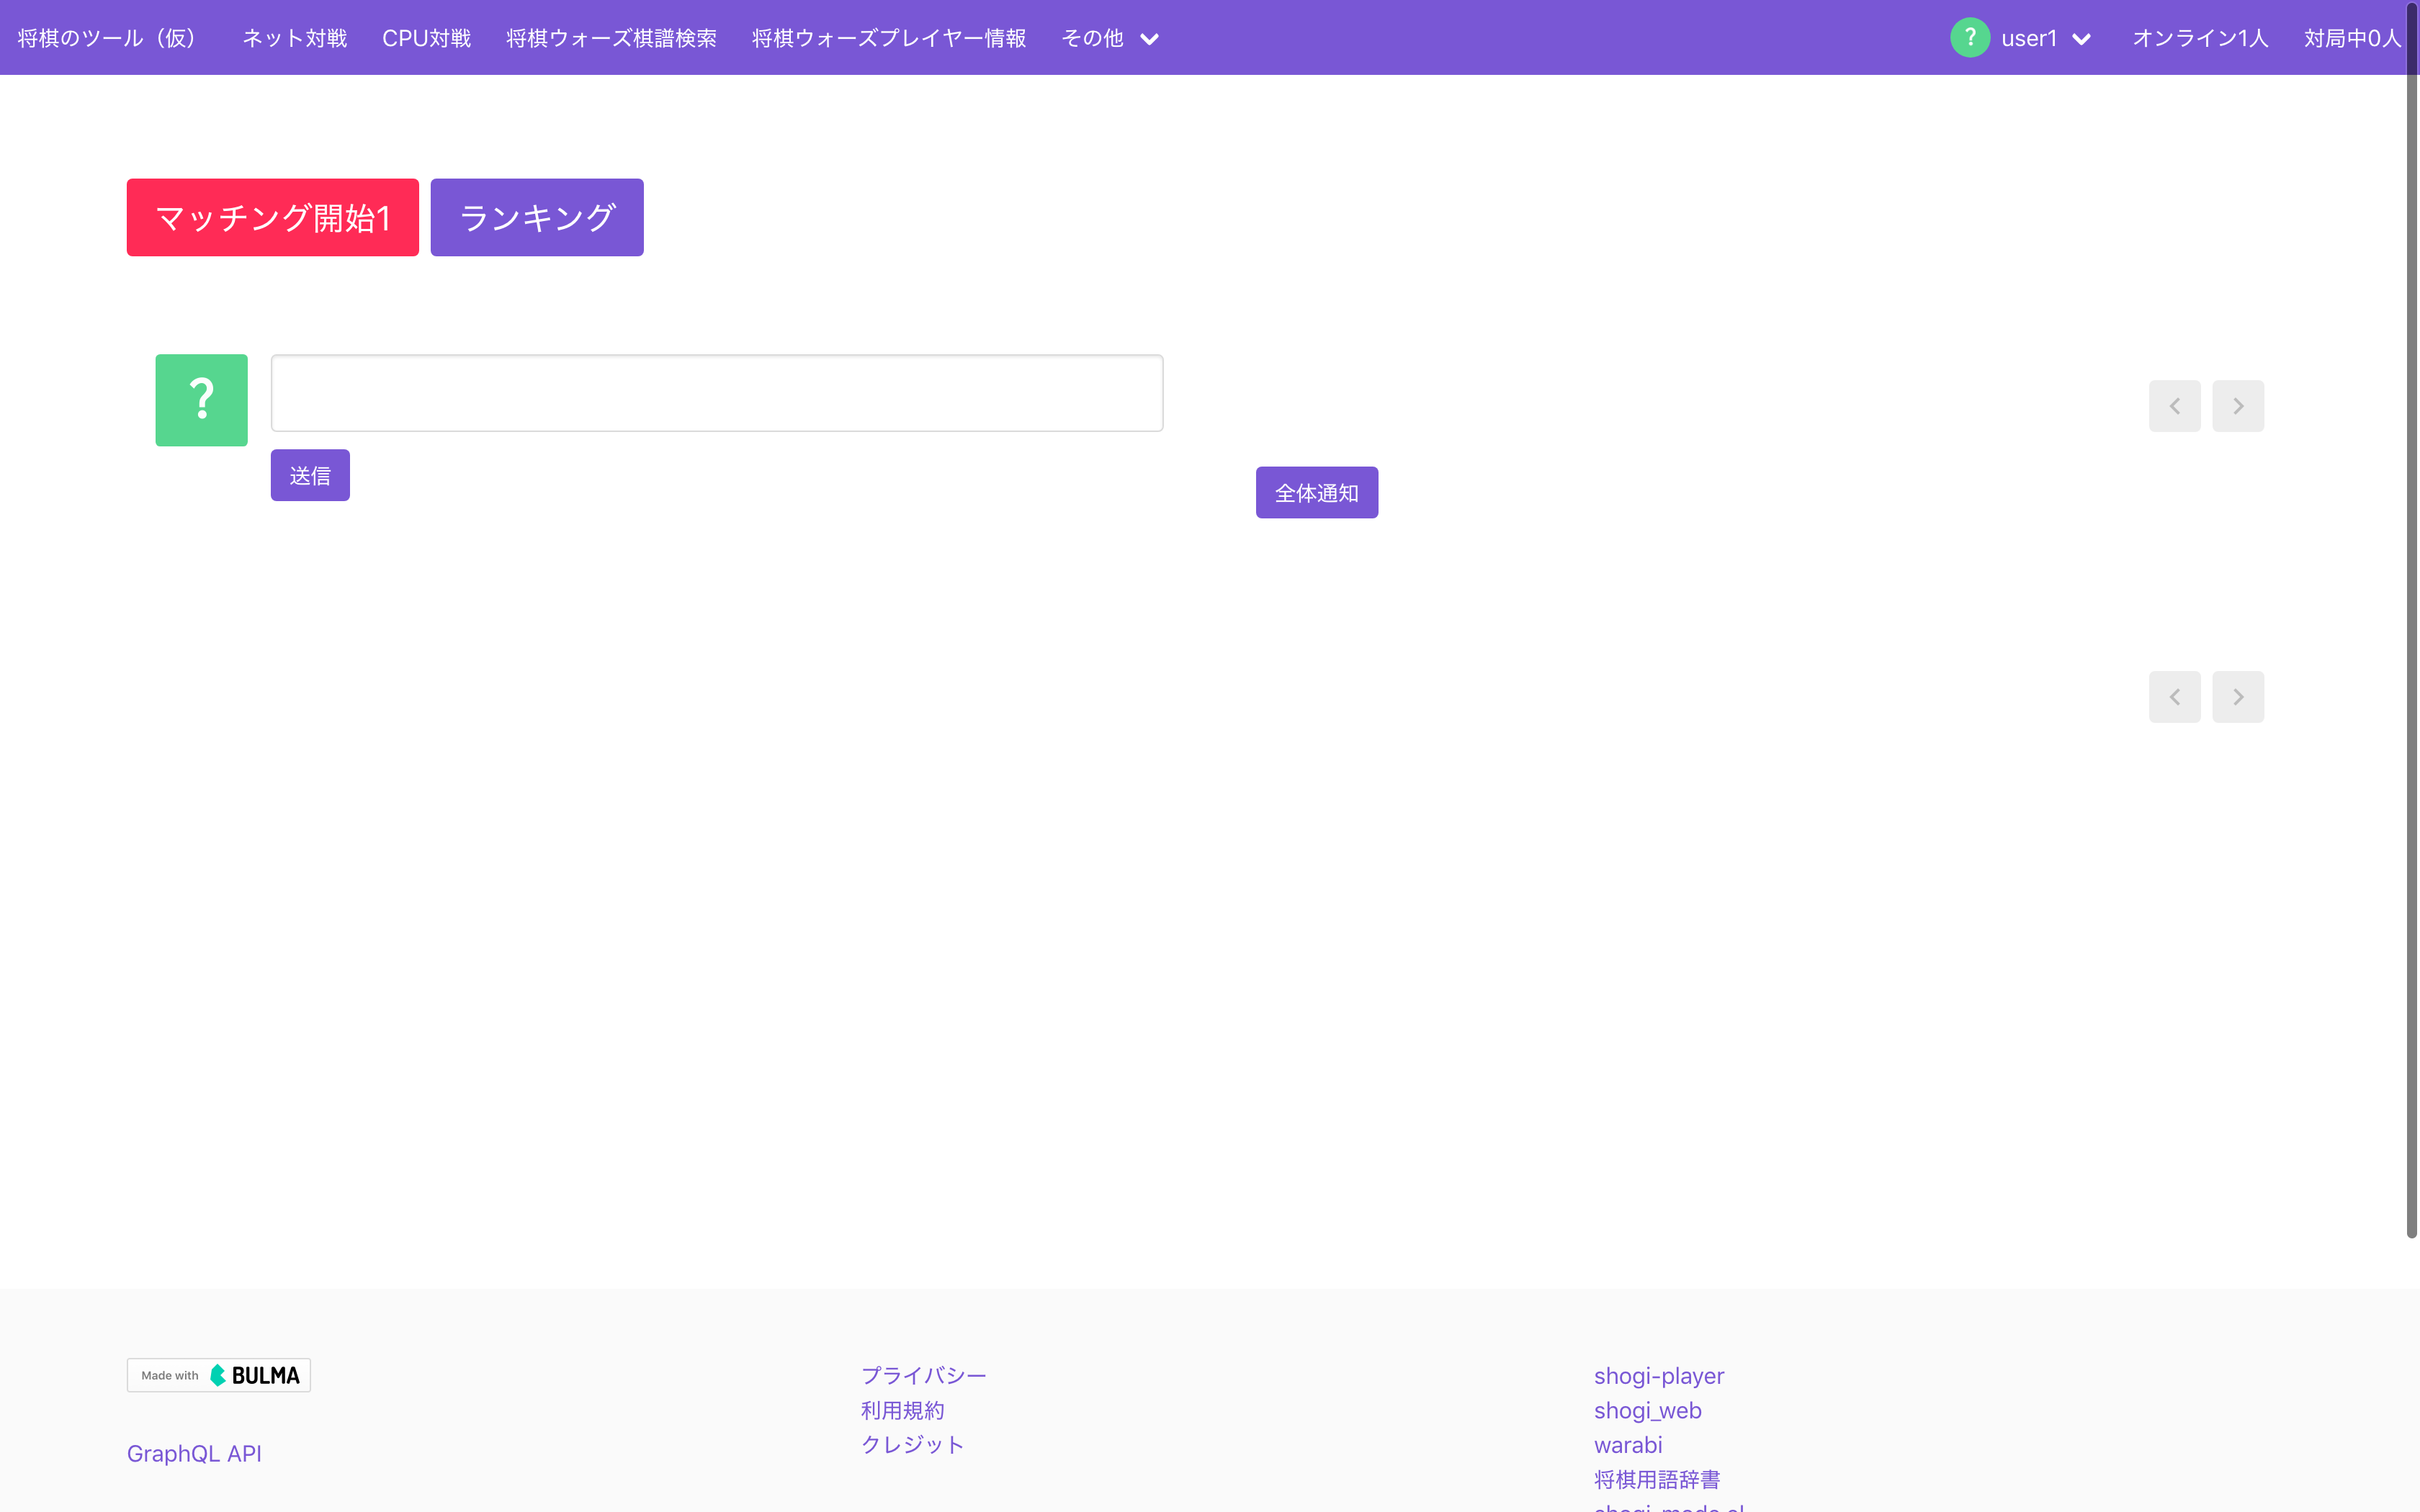 将棋のツール（仮） ネット対戦 CPU対戦 将棋ウォーズ棋譜検索 将棋ウォーズプレイヤー情報 その他 ? user1 オンライン1人 対局中0人
マッチング開始1 ランキング
?
送信
全体通知
Made with BULMA
GraphQL API
プライバシー
利用規約
クレジット
shogi-player
shogi_web
warabi
将棋用語辞書